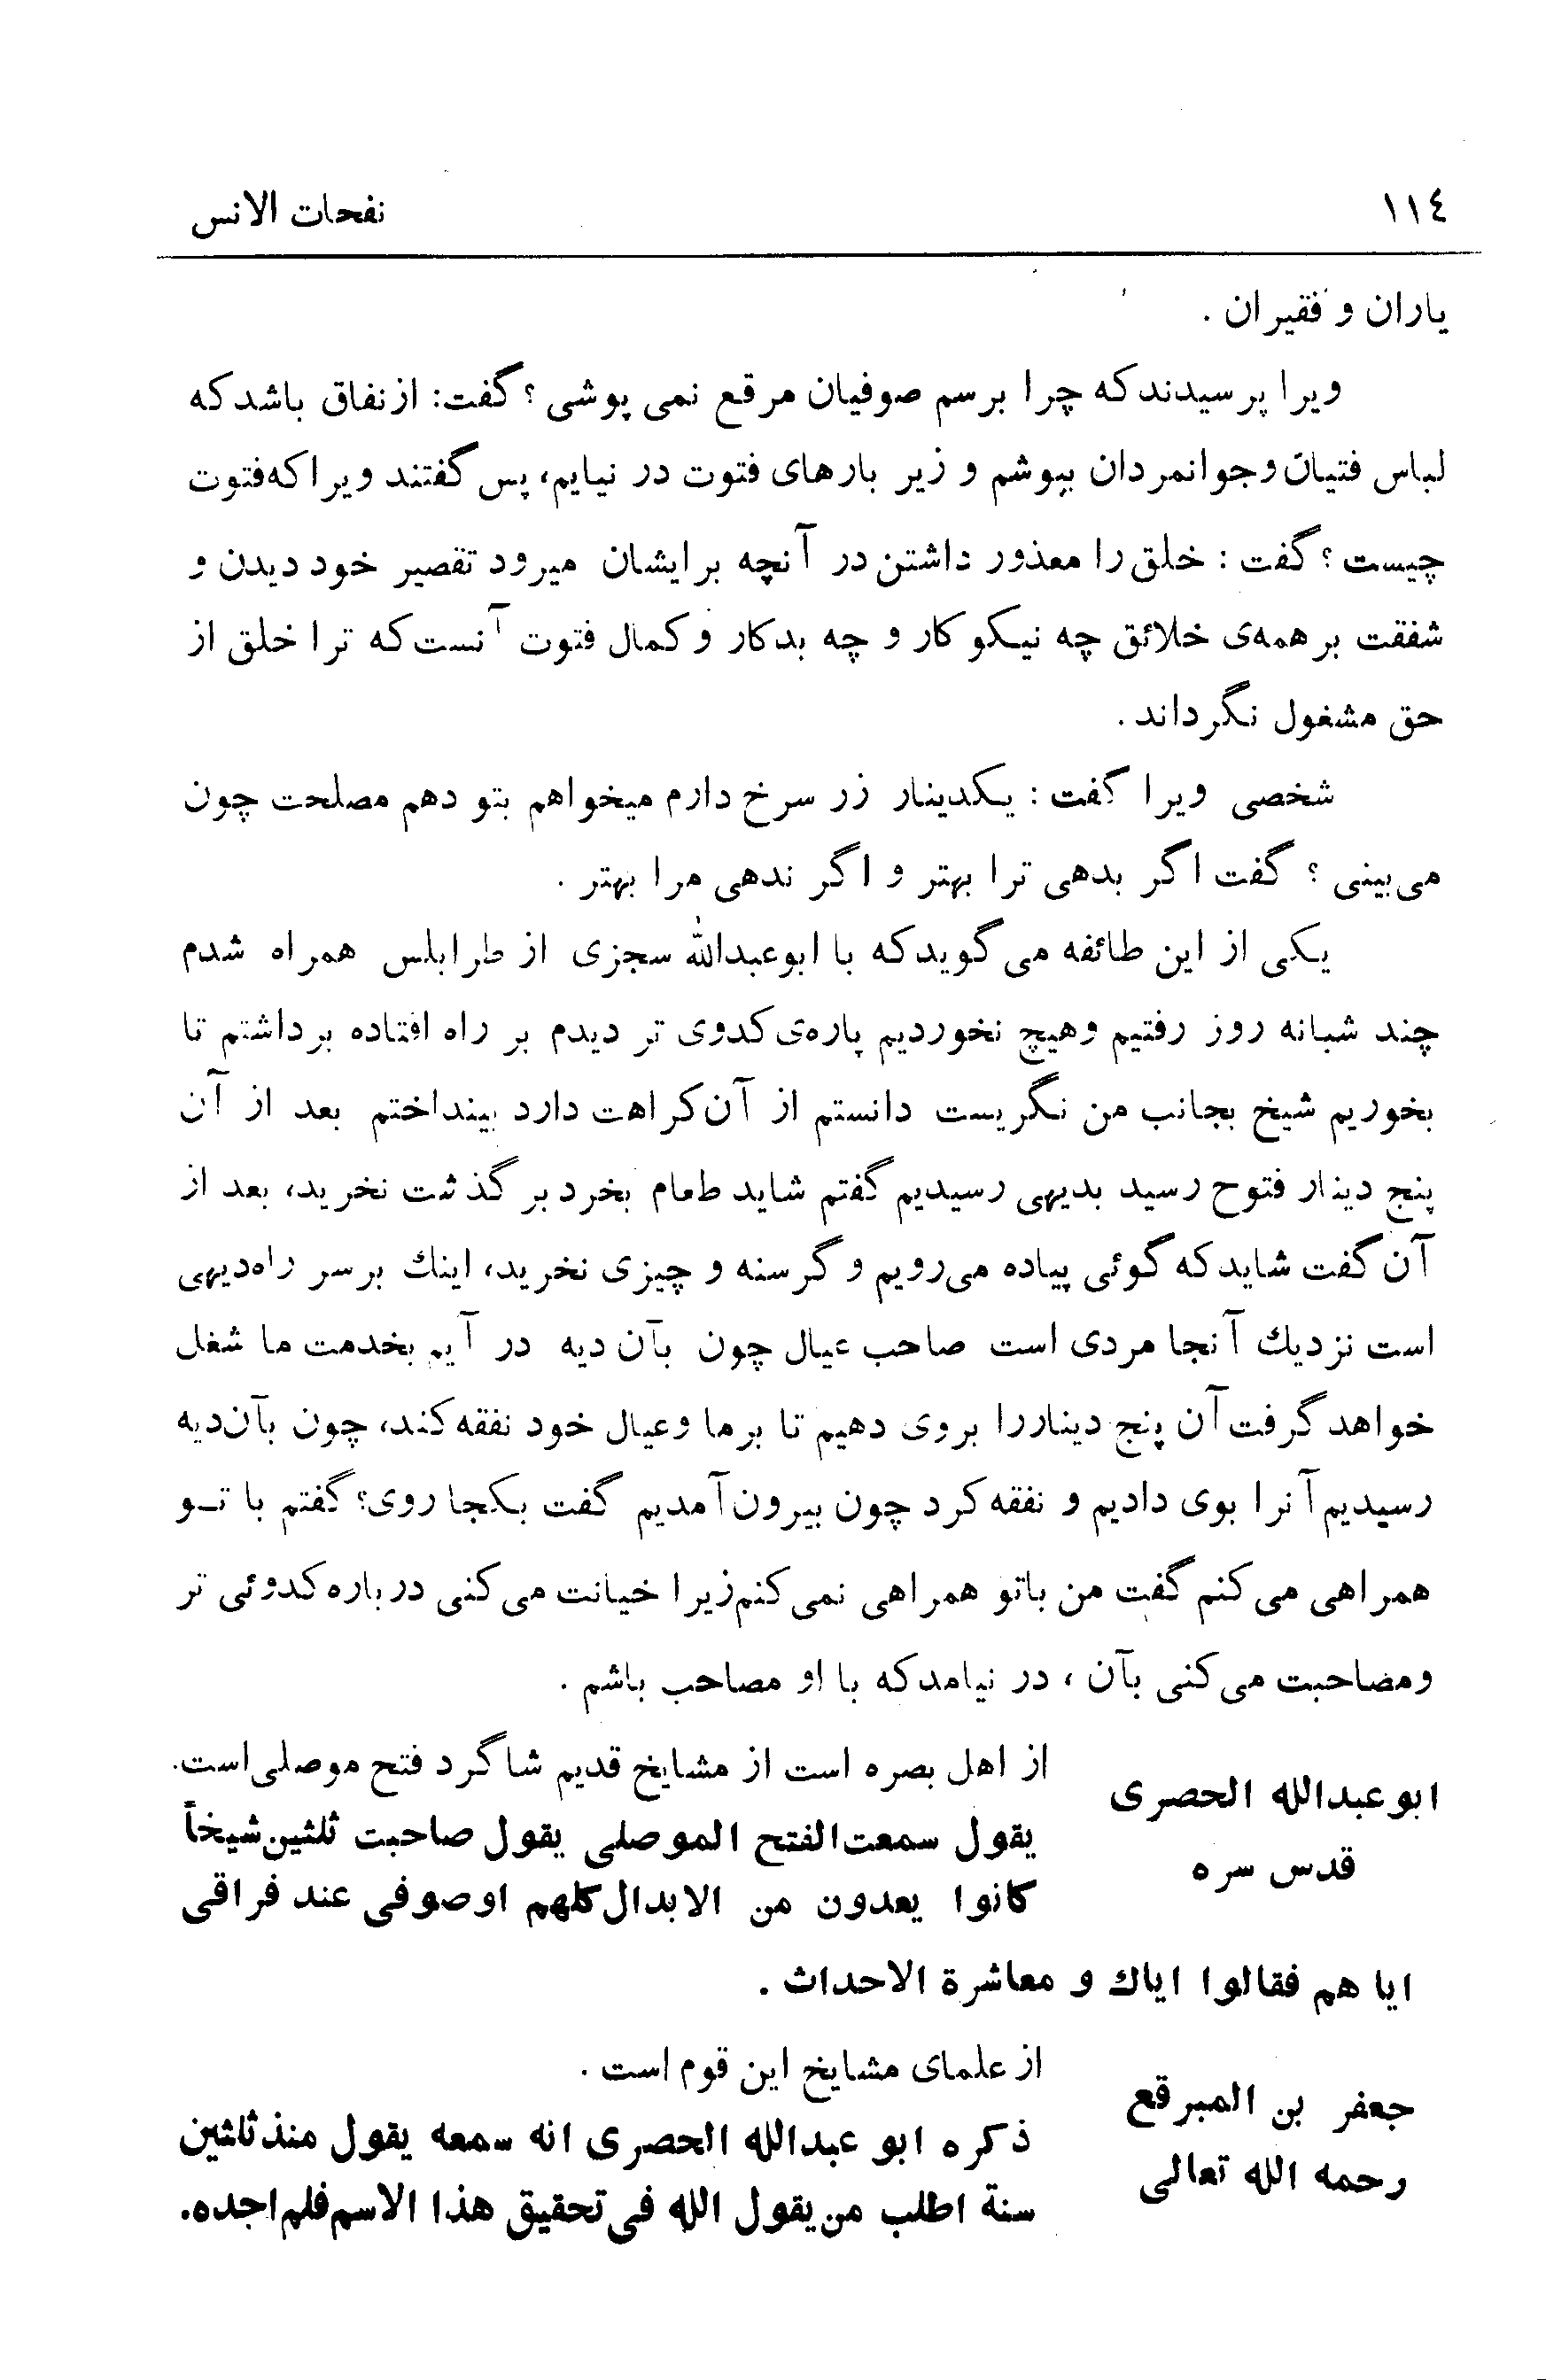 ١١٤ نفحات الانس
یاران و فقیران .
ویرا پرسیدند که چرا برسم صوفیان مرقع نمی پوشی ؟ گفت: از نفاق باشد که
لباس فتیان و جوانمردان بپوشم و زیر بارهای فتوت در نیایم، پس گفتند ویرا که فتوت
چیست ؟ گفت : خلق را معذور داشتن در آنچه برایشان میرود تقصیر خود دیدن و
شفقت بر همه‌ی خلائق چه نیکو کار و چه بدکار و کمال فتوت آنست که ترا خلق از
حق مشغول نگرداند .
شخصی ویرا گفت : یکدینار زر سرخ دارم میخواهم بتو دهم مصلحت چون
می‌بینی ؟ گفت اگر بدهی ترا بهتر و اگر ندهی مرا بهتر .
یکی از این طائفه می گوید که با ابوعبدالله سجزی از طرابلس همراه شدم
چند شبانه روز رفتیم و هیچ نخوردیم پاره‌ی کدوی تر دیدم بر راه افتاده برداشتم تا
بخوریم شیخ بجانب من نگریست دانستم از آن کراهت دارد بینداختم بعد از آن
پنج دینار فتوح رسید بدیهی رسیدیم گفتم شاید طعام بخرد بر گذشت نخرید، بعد از
آن گفت شاید که گوئی پیاده می‌رویم و گرسنه و چیزی نخرید، اینك برسر راه دیهی
است نزدیك آنجا مردی است صاحب عیال چون بآن دیه در آیم بخدمت ما شغل
خواهد گرفت آن پنج دینار را بروی دهیم تا بر ما و عیال خود نفقه کند، چون بآن دیه
رسیدیم آنرا بوی دادیم و نفقه کرد چون بیرون آمدیم گفت بکجا روی؟ گفتم با تو
همراهی می کنم گفت من باتو همراهی نمی کنم زیرا خیانت می کنی در باره کدوئی تر
ومصاحبت می کنی بآن ، در نیامد که با او مصاحب باشم .
ابو عبدالله الحصری
قدس سره
از اهل بصره است از مشایخ قدیم شاگرد فتح موصلی است.
یقول سمعت الفتح الموصلی یقول صاحبت ثلثین شیخاً
کانوا یعدون من الابدال کلهم اوصوفی عند فراقی
ایا هم فقالوا ایاك و معاشرة الاحداث .
جعفر بن المبرقع
رحمه الله تعالی
از علمای مشایخ این قوم است .
ذکره ابو عبدالله الحصری انه سمعه یقول منذ ثلثین
سنة اطلب من یقول الله فی تحقیق هذا الاسم فلم اجده.